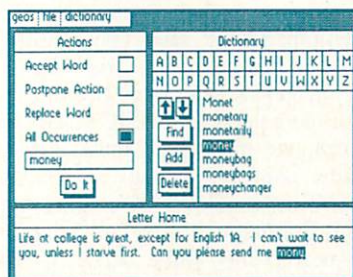 geos file dictionary
Actions
Accept Word
Postpone Action
Replace Word
All Occurrences
money
Do It
Dictionary
A B C D E F G H I J K L M
N O P Q R S T U V W X Y Z
Find
Add
Delete
Monet
monetary
monetarily
money
moneybag
moneybags
moneychanger
Letter Home
Life at college is great, except for English 1A. I can't wait to see
you, unless I starve first. Can you please send me mony